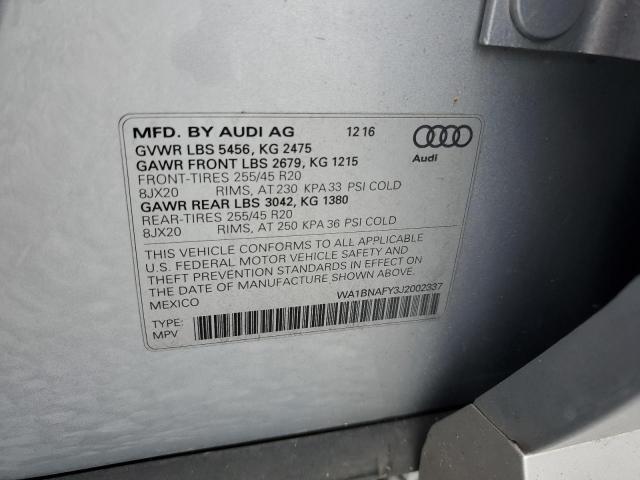 MFD. BY AUDI AG 12 16
GVWR LBS 5456, KG 2475
GAWR FRONT LBS 2679, KG 1215
Audi
FRONT-TIRES 255/45 R20
8JX20 RIMS, AT 230 KPA 33 PSI COLD
GAWR REAR LBS 3042, KG 1380
REAR-TIRES 255/45 R20
8JX20 RIMS, AT 250 KPA 36 PSI COLD
THIS VEHICLE CONFORMS TO ALL APPLICABLE
U.S. FEDERAL MOTOR VEHICLE SAFETY AND
THEFT PREVENTION STANDARDS IN EFFECT ON
THE DATE OF MANUFACTURE SHOWN ABOVE.
MEXICO
WA1BNAFY3J2002337
TYPE:
MPV